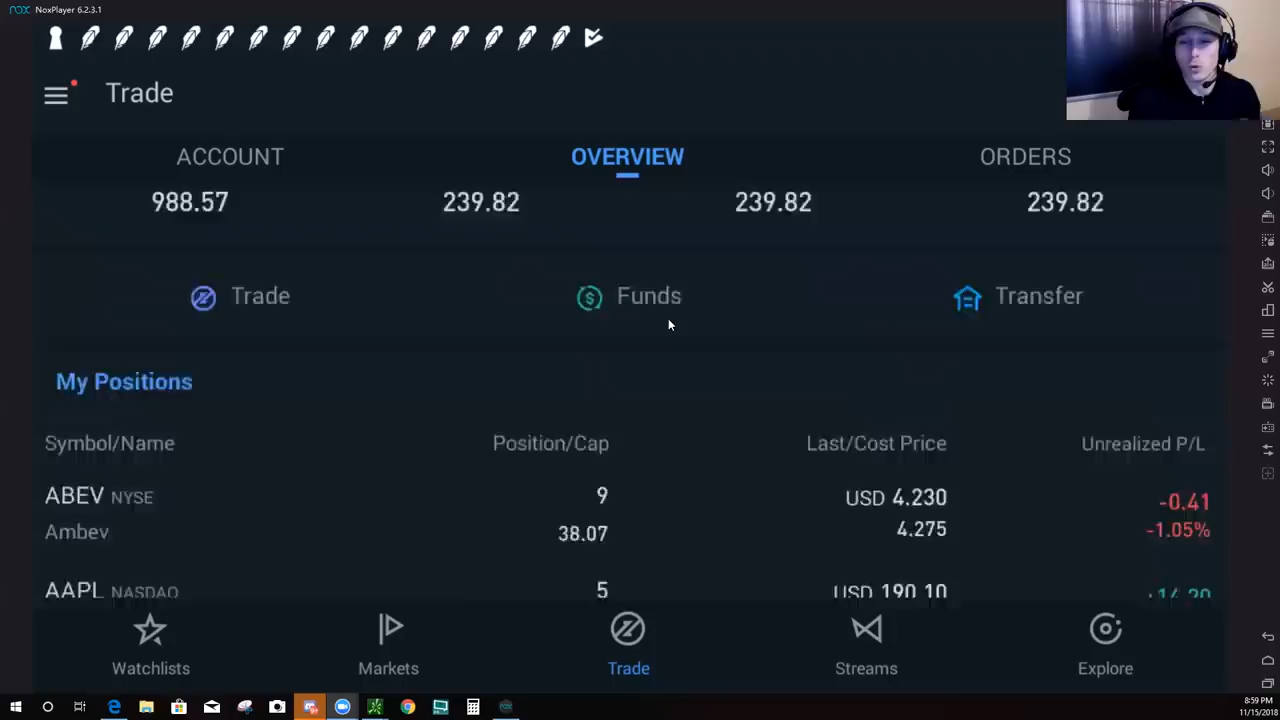 NoxPlayer 6.2.3.1
Trade
ACCOUNT OVERVIEW ORDERS
988.57 239.82 239.82 239.82
Trade Funds Transfer
My Positions
Symbol/Name Position/Cap Last/Cost Price Unrealized P/L
ABEV NYSE 9 USD 4.230 -0.41
Ambev 38.07 4.275 -1.05%
AAPL NASDAQ 5 USD 190.10 +14.20
Watchlists Markets Trade Streams Explore
8:59 PM
11/15/2018